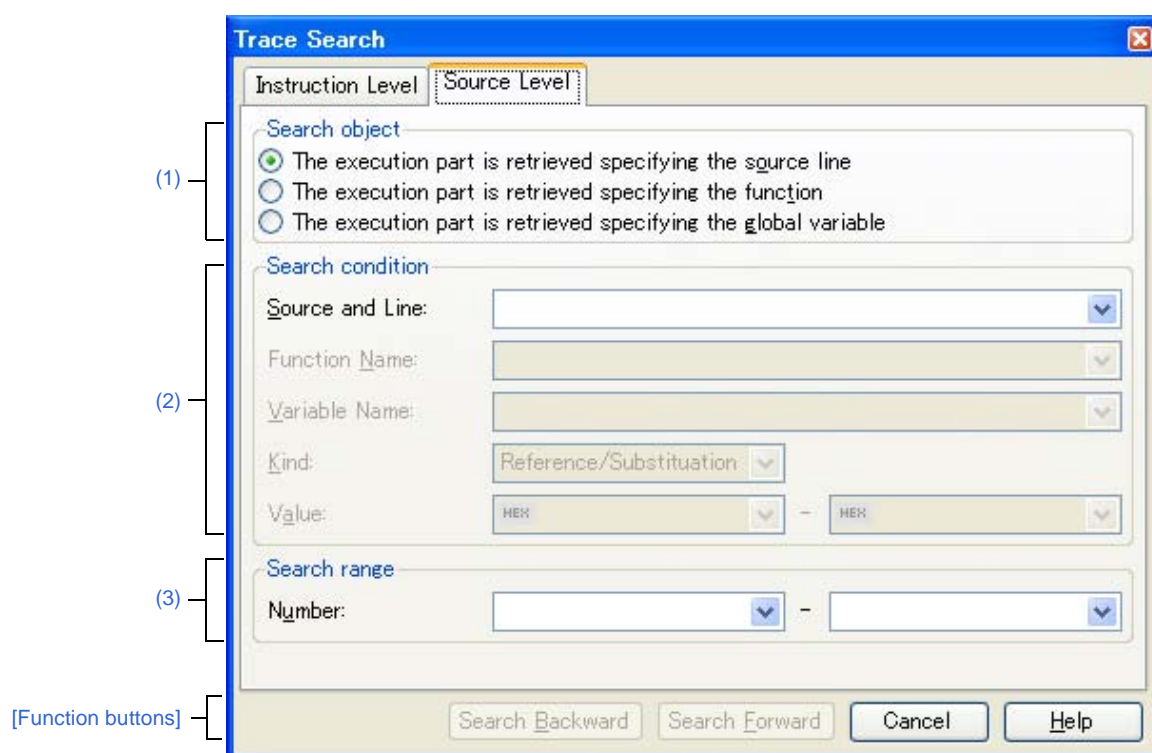 Trace Search
Instruction Level Source Level
(1)
Search object
The execution part is retrieved specifying the source line
The execution part is retrieved specifying the function
The execution part is retrieved specifying the global variable
(2)
Search condition
Source and Line:
Function Name:
Variable Name:
Kind: Reference/Substituation
Value: HEX - HEX
(3)
Search range
Number: -
[Function buttons]
Search Backward Search Forward Cancel Help